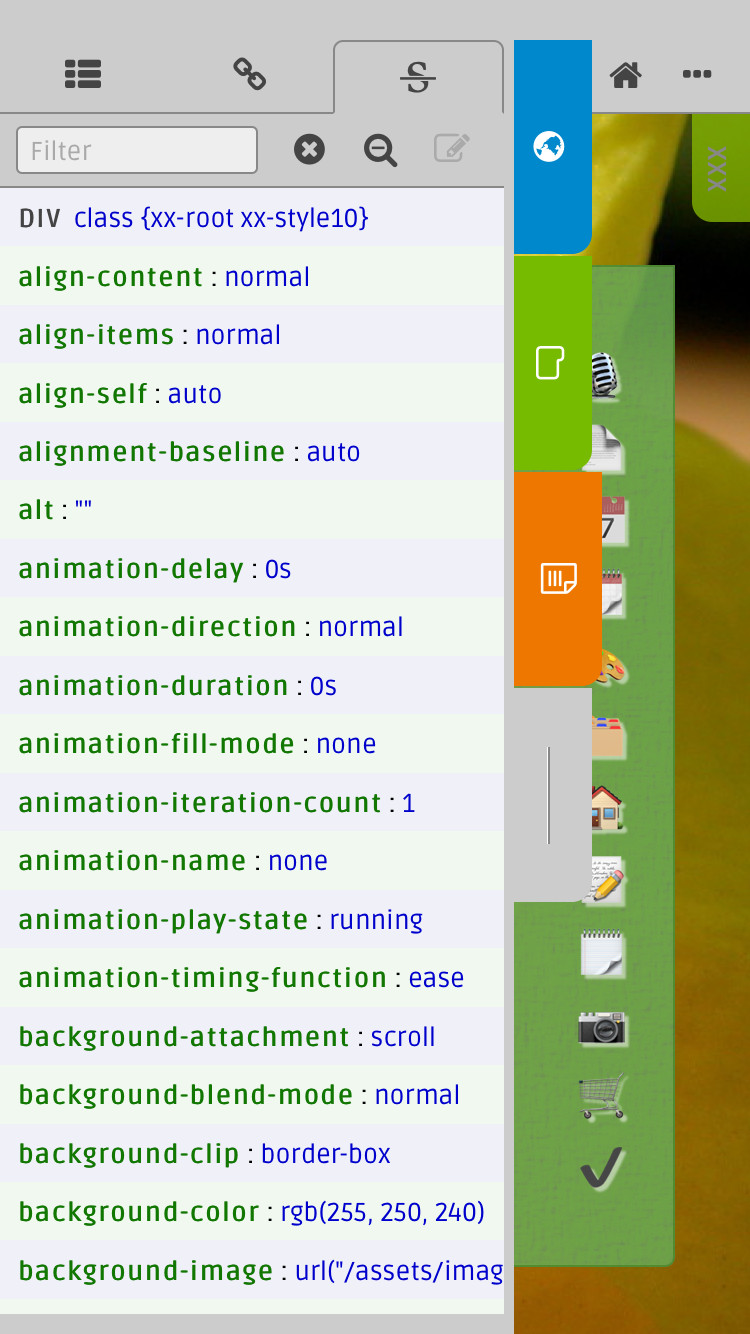 XXX
Filter
DIV class {xx-root xx-style10}
align-content : normal
align-items : normal
align-self : auto
alignment-baseline : auto
alt : ""
animation-delay : 0s
animation-direction : normal
animation-duration : 0s
animation-fill-mode : none
animation-iteration-count : 1
animation-name : none
animation-play-state : running
animation-timing-function : ease
background-attachment : scroll
background-blend-mode : normal
background-clip : border-box
background-color : rgb(255, 250, 240)
background-image : url("/assets/imag
7